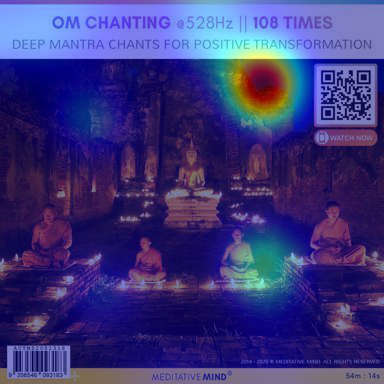 OM CHANTING @528Hz || 108 TIMES
DEEP MANTRA CHANTS FOR POSITIVE TRANSFORMATION
WATCH NOW
2014 - 2020 © MEDITATIVE MIND. ALL RIGHTS RESERVED
MEDITATIVE MIND®
54m : 14s